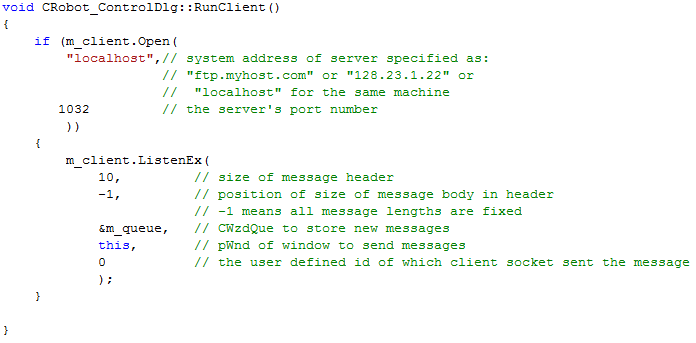 void CRobot_ControlDlg::RunClient()
{
    if (m_client.Open(
        "localhost",// system address of server specified as:
                    // "ftp.myhost.com" or "128.23.1.22" or
                    //  "localhost" for the same machine
       1032         // the server's port number
        ))
    {
        m_client.ListenEx(
            10,         // size of message header
            -1,         // position of size of message body in header
                        // -1 means all message lengths are fixed
            &m_queue,   // CWzdQue to store new messages
            this,       // pWnd of window to send messages
            0           // the user defined id of which client socket sent the message
            );
    }

}